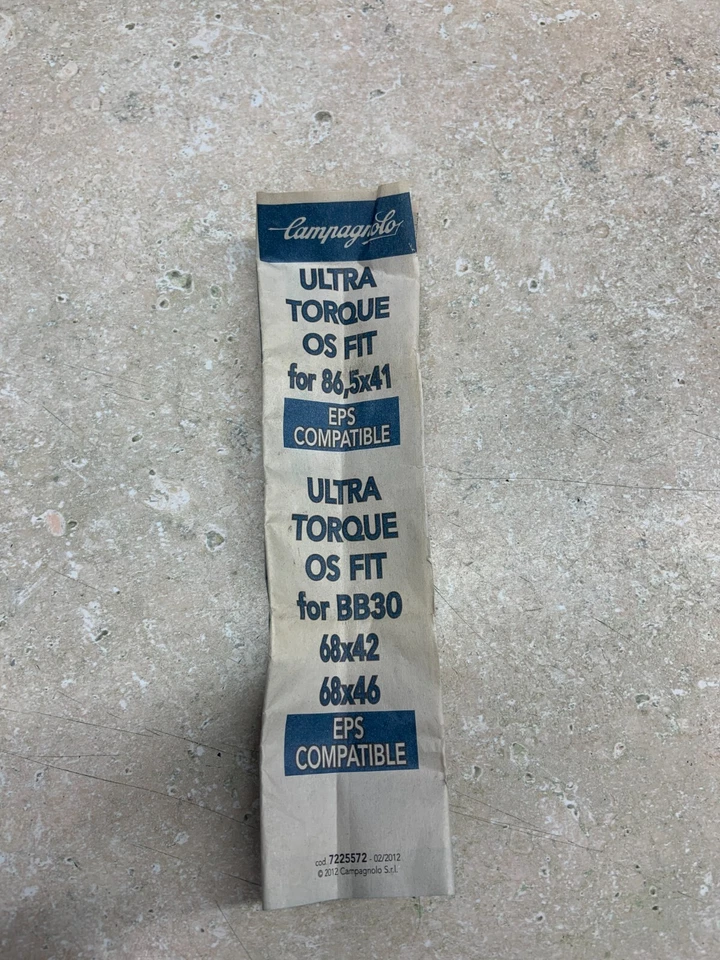 Campagnolo
ULTRA
TORQUE
OS FIT
for 86,5x41
EPS
COMPATIBLE
ULTRA
TORQUE
OS FIT
for BB30
68x42
68x46
EPS
COMPATIBLE
cod. 7225572 - 02/2012
© 2012 Campagnolo S.r.l.